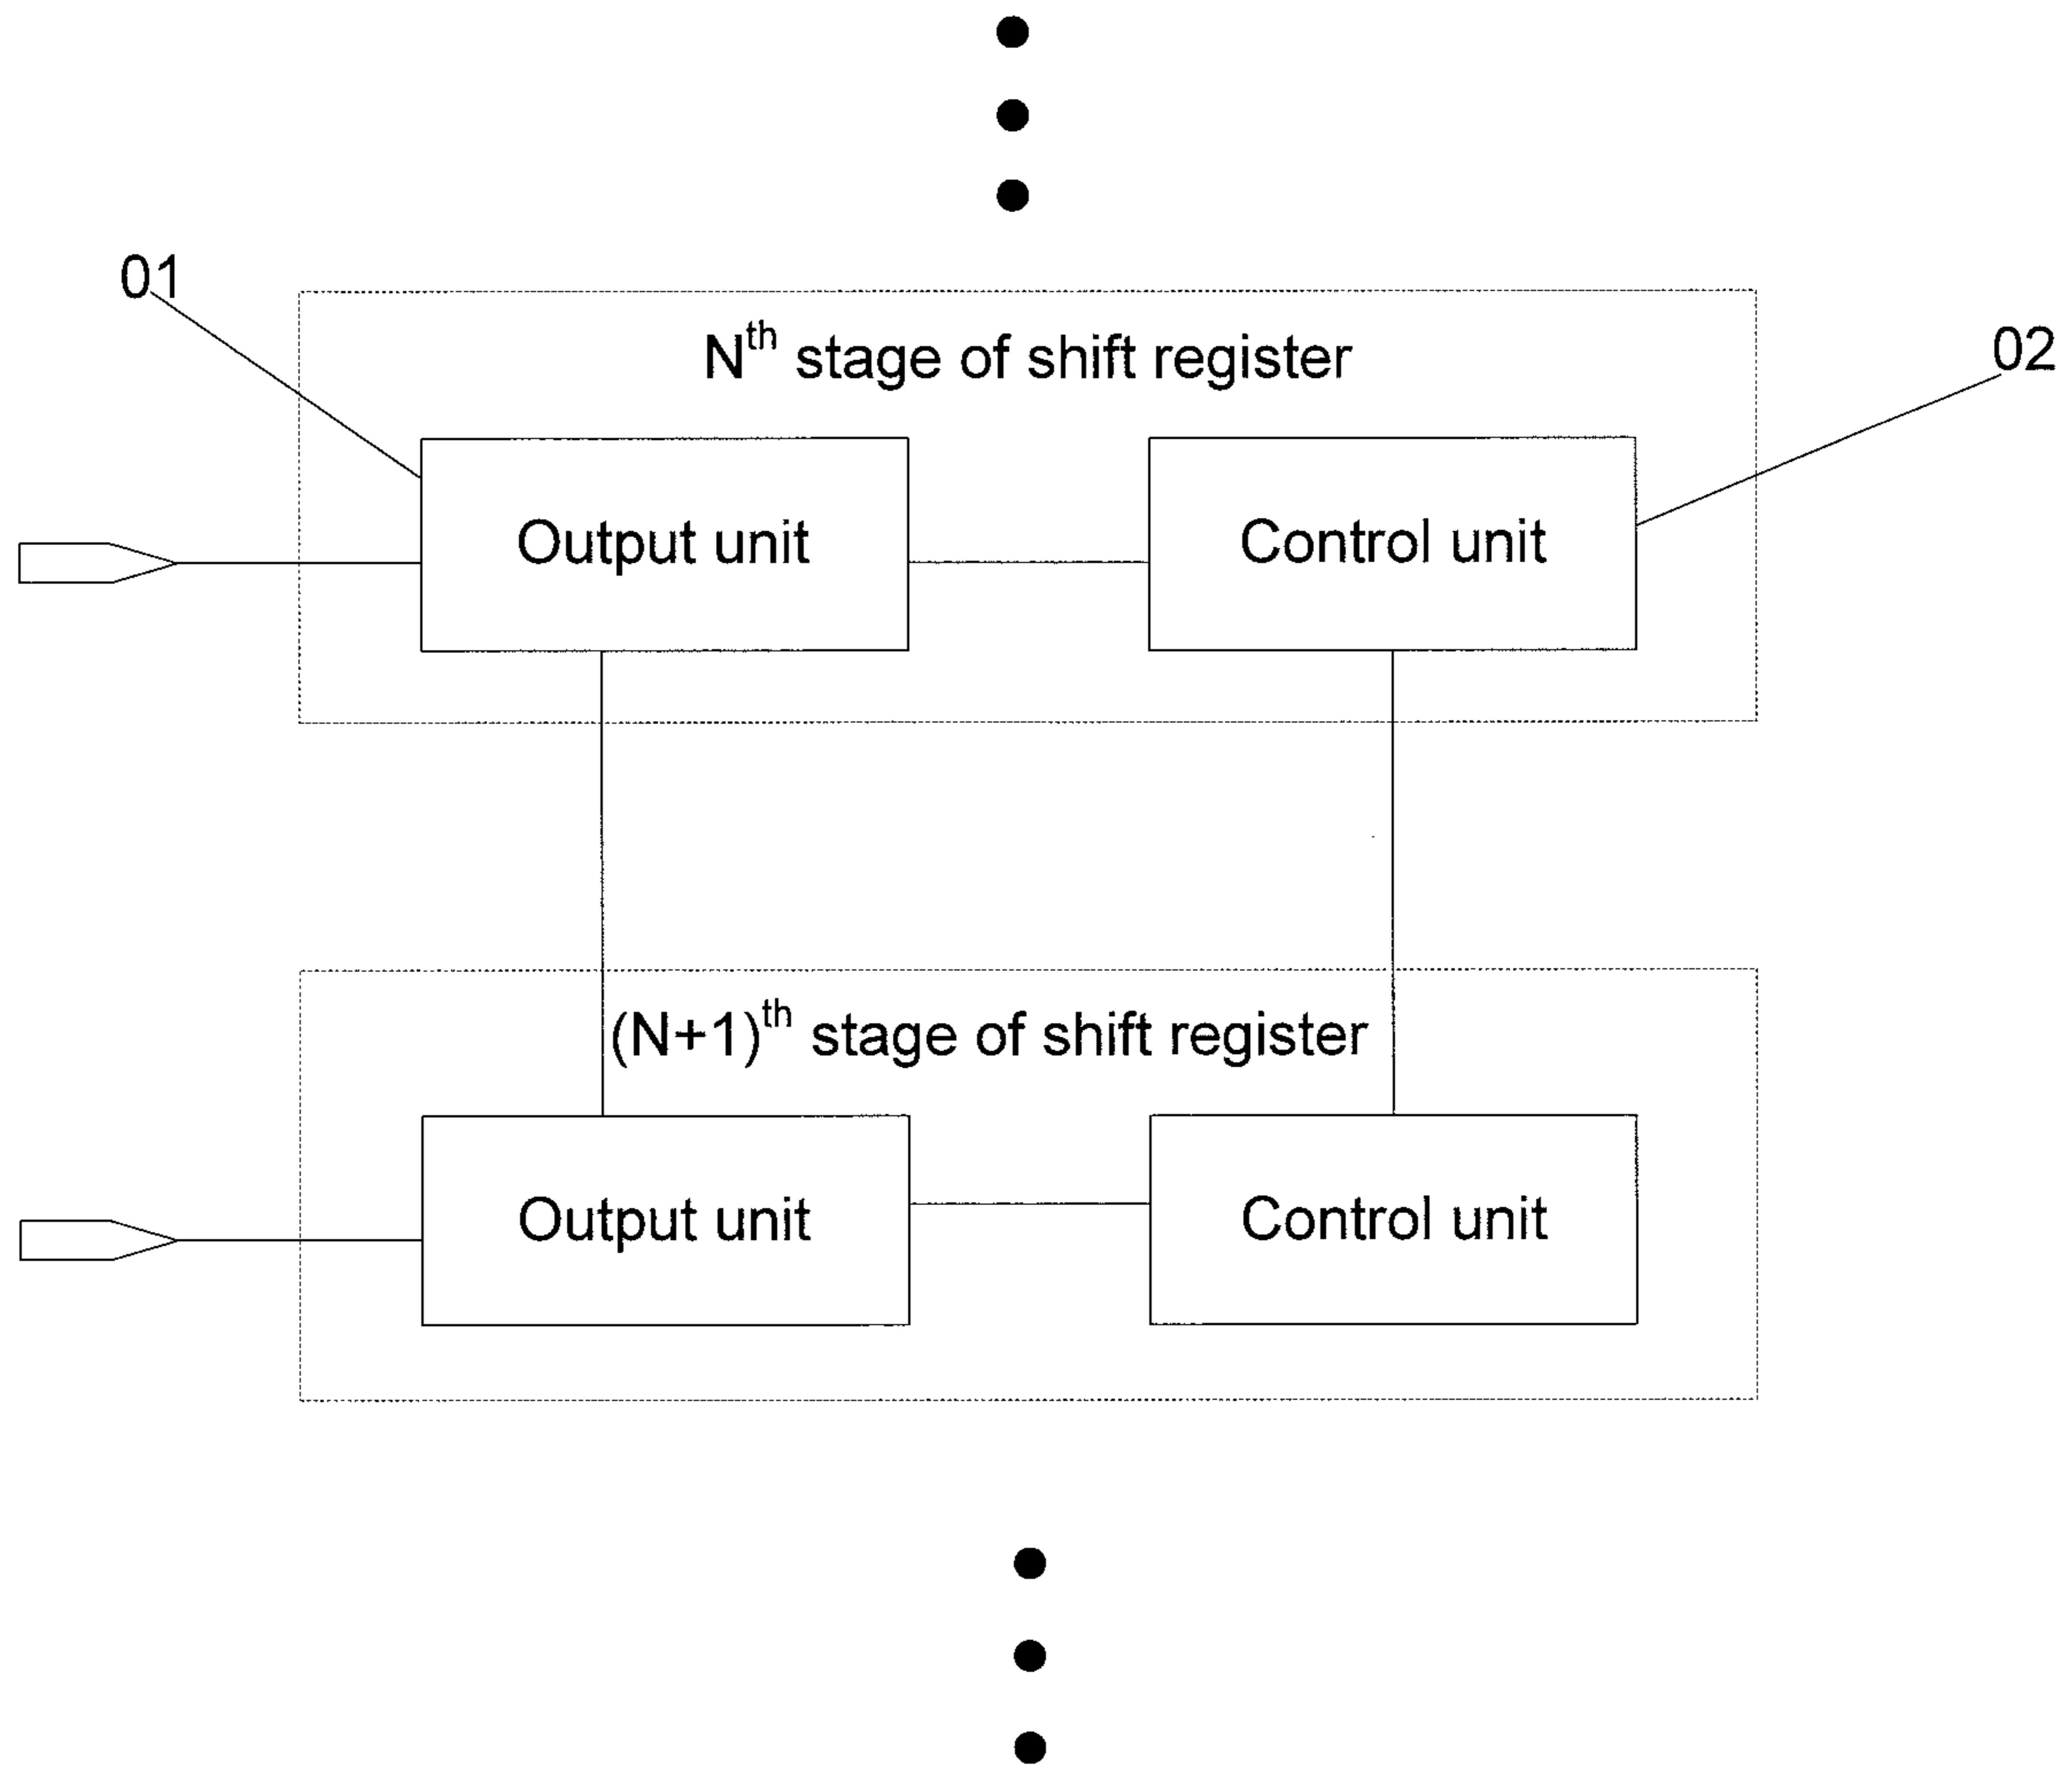 01
Nth stage of shift register
02
Output unit
Control unit
(N+1)th stage of shift register
Output unit
Control unit